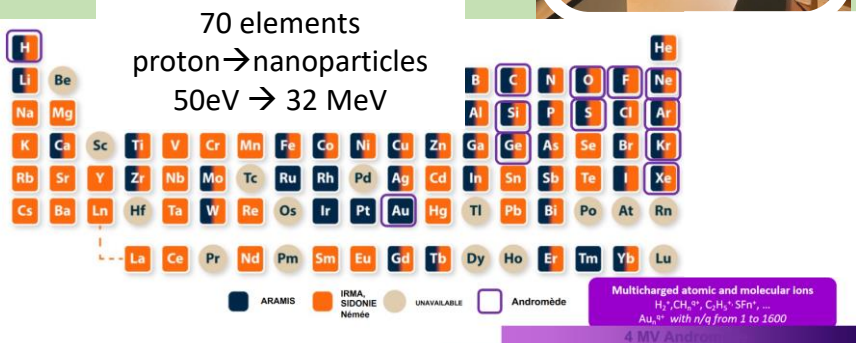 70 elements
proton→nanoparticles
50eV → 32 MeV
H He
Li Be B C N O F Ne
Na Mg Al Si P S Cl Ar
K Ca Sc Ti V Cr Mn Fe Co Ni Cu Zn Ga Ge As Se Br Kr
Rb Sr Y Zr Nb Mo Tc Ru Rh Pd Ag Cd In Sn Sb Te I Xe
Cs Ba Ln Hf Ta W Re Os Ir Pt Au Hg Tl Pb Bi Po At Rn
La Ce Pr Nd Pm Sm Eu Gd Tb Dy Ho Er Tm Yb Lu
ARAMIS
IRMA,
SIDONIE
Némée
UNAVAILABLE
Andromède
Multicharged atomic and molecular ions
H₂⁺,CHₙ^q+, C₂H₅⁺, SFn⁺, ...
Auₙ^q+ with n/q from 1 to 1600
4 MV